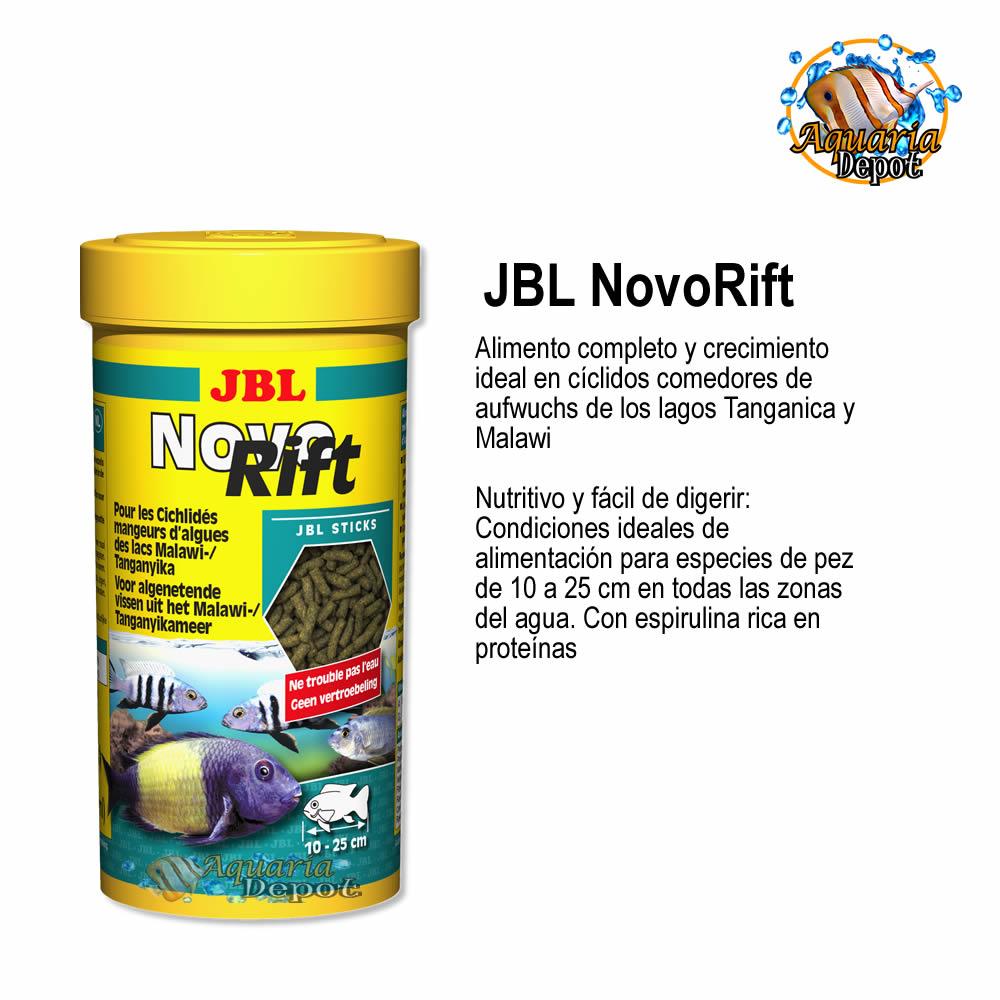 Aquaria
Depot
JBL NovoRift
Alimento completo y crecimiento
ideal en cíclidos comedores de
aufwuchs de los lagos Tanganica y
Malawi
Nutritivo y fácil de digerir:
Condiciones ideales de
alimentación para especies de pez
de 10 a 25 cm en todas las zonas
del agua. Con espirulina rica en
proteínas
JBL
Novo
Rift
JBL STICKS
Pour les Cichlidés
mangeurs d'algues
des lacs Malawi-/
Tanganyika
Voor algenetende
vissen uit het Malawi-/
Tanganyikameer
Ne trouble pas l'eau
Geen vertroebeling
10 - 25 cm
Aquaria
Depot